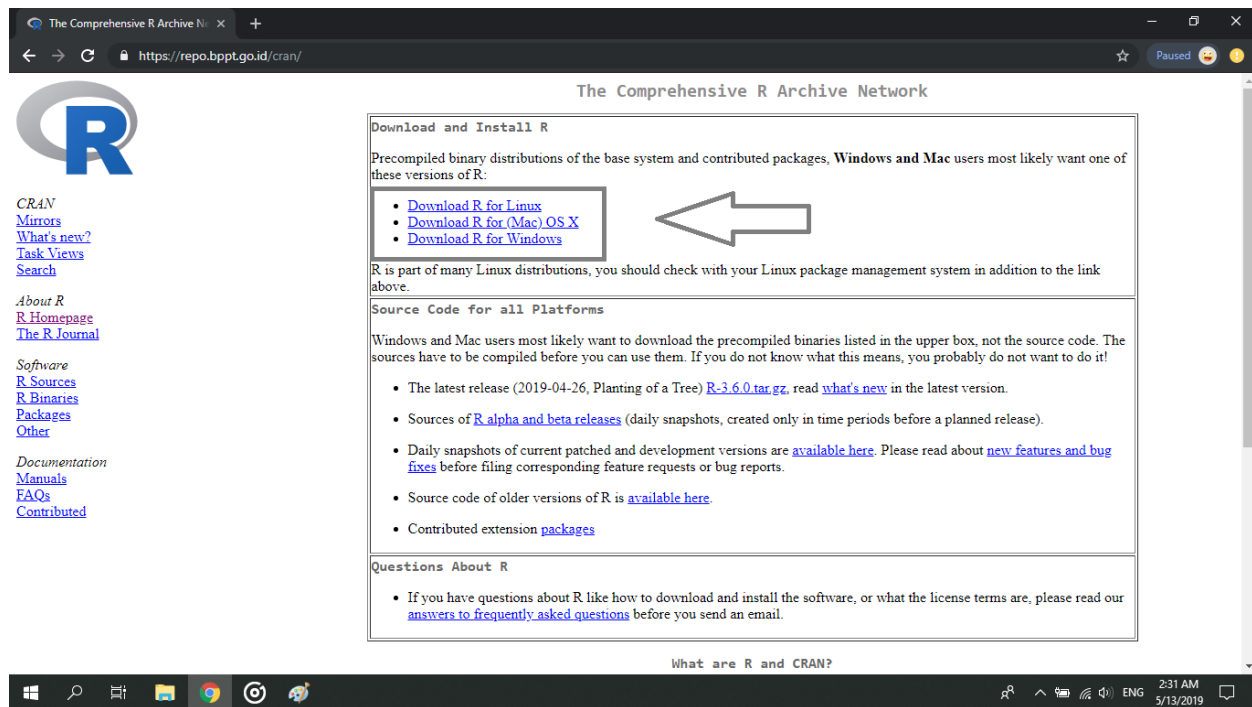 The Comprehensive R Archive N
https://repo.bppt.go.id/cran/
Paused
R
CRAN
Mirrors
What's new?
Task Views
Search
About R
R Homepage
The R Journal
Software
R Sources
R Binaries
Packages
Other
Documentation
Manuals
FAQs
Contributed
The Comprehensive R Archive Network
Download and Install R
Precompiled binary distributions of the base system and contributed packages, Windows and Mac users most likely want one of
these versions of R:
• Download R for Linux
• Download R for (Mac) OS X
• Download R for Windows
R is part of many Linux distributions, you should check with your Linux package management system in addition to the link
above.
Source Code for all Platforms
Windows and Mac users most likely want to download the precompiled binaries listed in the upper box, not the source code. The
sources have to be compiled before you can use them. If you do not know what this means, you probably do not want to do it!
• The latest release (2019-04-26, Planting of a Tree) R-3.6.0.tar.gz, read what's new in the latest version.
• Sources of R alpha and beta releases (daily snapshots, created only in time periods before a planned release).
• Daily snapshots of current patched and development versions are available here. Please read about new features and bug
fixes before filing corresponding feature requests or bug reports.
• Source code of older versions of R is available here.
• Contributed extension packages
Questions About R
• If you have questions about R like how to download and install the software, or what the license terms are, please read our
answers to frequently asked questions before you send an email.
What are R and CRAN?
ENG
2:31 AM
5/13/2019